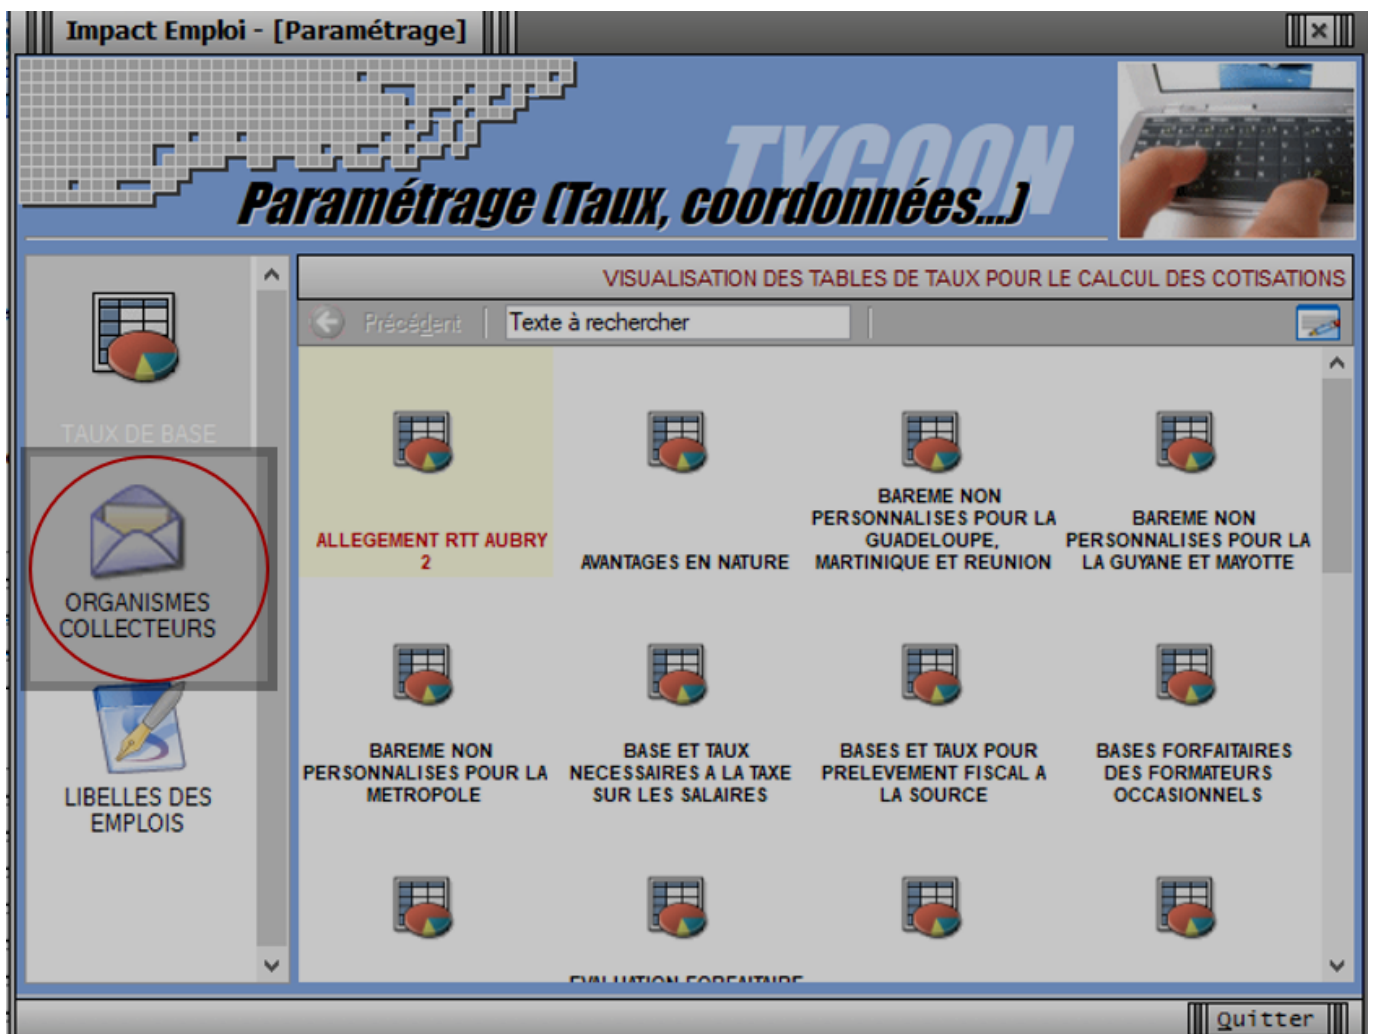 Impact Emploi - [Paramétrage]
TYCOON
Paramétrage (Taux, coordonnées...)
VISUALISATION DES TABLES DE TAUX POUR LE CALCUL DES COTISATIONS
Précédent
Texte à rechercher
TAUX DE BASE
ORGANISMES
COLLECTEURS
LIBELLES DES
EMPLOIS
ALLEGEMENT RTT AUBRY
2
AVANTAGES EN NATURE
BAREME NON
PERSONNALISES POUR LA
GUADELOUPE,
MARTINIQUE ET REUNION
BAREME NON
PERSONNALISES POUR LA
LA GUYANE ET MAYOTTE
BAREME NON
PERSONNALISES POUR LA
METROPOLE
BASE ET TAUX
NECESSAIRES A LA TAXE
SUR LES SALAIRES
BASES ET TAUX POUR
PRELEVEMENT FISCAL A
LA SOURCE
BASES FORFAITAIRES
DES FORMATEURS
OCCASIONNELS
EVALUATION FORFAITAIRE
Quitter